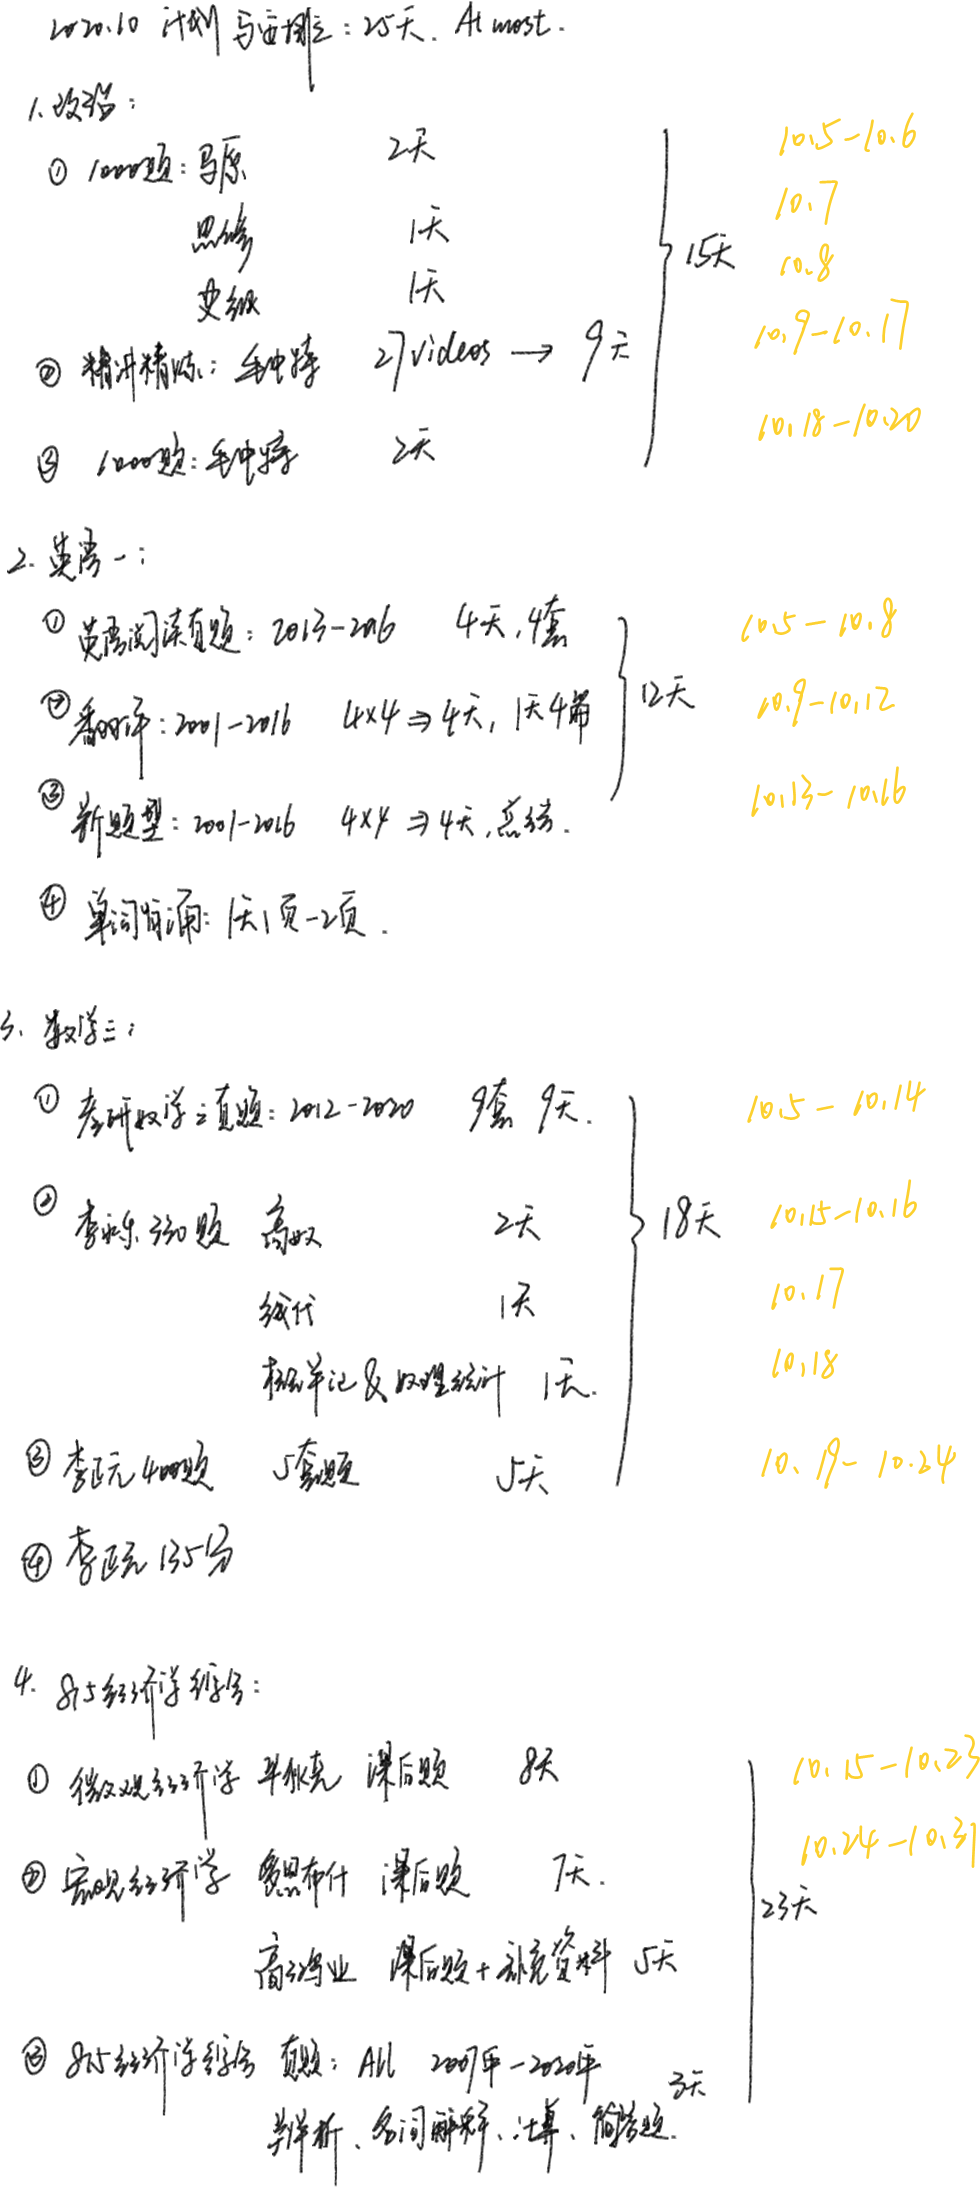 2020.10 计划 安排：25天. At most.
1.政治：
① 1000题：马原 2天 10.5-10.6
思修 1天 10.7
史纲 1天 15天 10.8
② 精讲精练：毛中特 27videos → 9天 10.9-10.17
③ 1000题：毛中特 2天 10.18-10.20
2. 英语一：
① 英语阅读真题：2013-2016 4天,4套 10.5-10.8
② 翻译：2001-2016 4×4⇒4天, 1天4篇 12天 10.9-10.12
③ 新题型：2001-2016 4×4⇒4天,总结. 10.13-10.16
④ 单词背诵：1天1页-2页.
3. 数学三：
① 考研数学三真题：2012-2020 9套 9天. 10.5-10.14
② 李永乐330题 高数 2天 18天 10.15-10.16
线代 1天 10.17
概率论&数理统计 1天. 10.18
③ 李正元400题 5套题 5天 10.19-10.24
④ 李正元135分
4. 815经济学综合：
① 微观经济学 平狄克 课后题 8天 10.15-10.23
② 宏观经济学 多恩布什 课后题 7天. 10.24-10.31
23天
高鸿业 课后题+补充资料 5天
③ 815经济学综合 真题：All 2007年-2020年
辨析、名词解释、计算、简答题. 3天